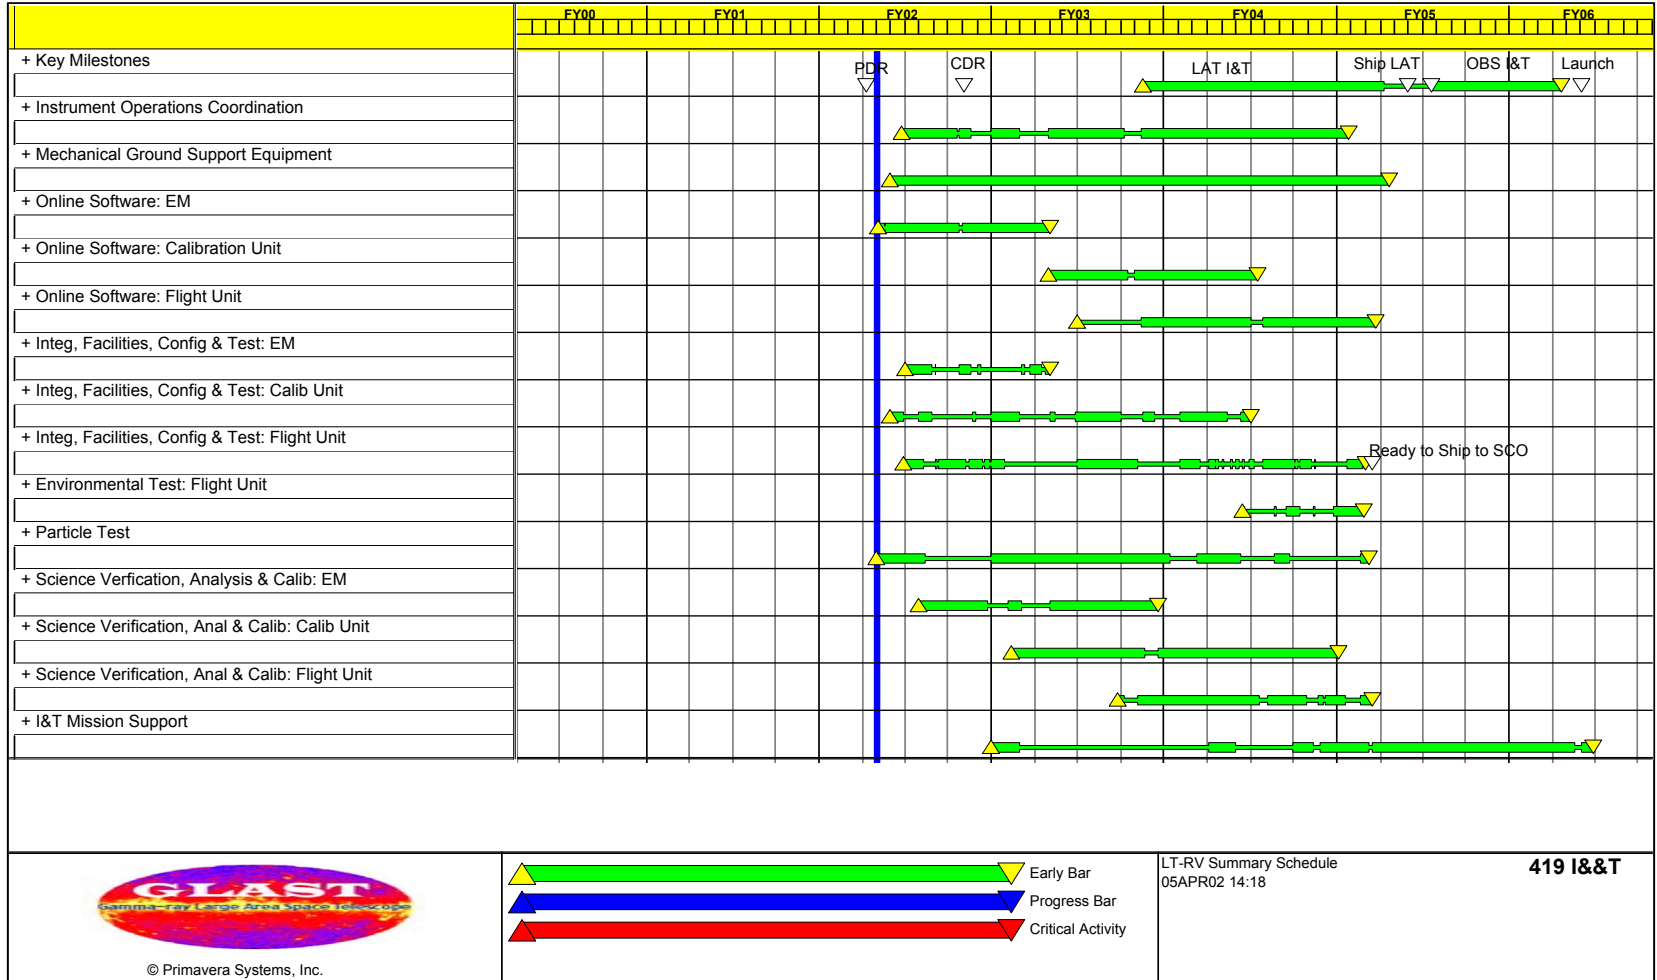 FY00 FY01 FY02 FY03 FY04 FY05 FY06
+ Key Milestones
PDR CDR LAT I&T Ship LAT OBS I&T Launch
+ Instrument Operations Coordination
+ Mechanical Ground Support Equipment
+ Online Software: EM
+ Online Software: Calibration Unit
+ Online Software: Flight Unit
+ Integ, Facilities, Config & Test: EM
+ Integ, Facilities, Config & Test: Calib Unit
+ Integ, Facilities, Config & Test: Flight Unit
Ready to Ship to SCO
+ Environmental Test: Flight Unit
+ Particle Test
+ Science Verfication, Analysis & Calib: EM
+ Science Verification, Anal & Calib: Calib Unit
+ Science Verification, Anal & Calib: Flight Unit
+ I&T Mission Support
GLAST
Gamma-ray Large Area Space Telescope
© Primavera Systems, Inc.
Early Bar
Progress Bar
Critical Activity
LT-RV Summary Schedule
05APR02 14:18
419 I&&T